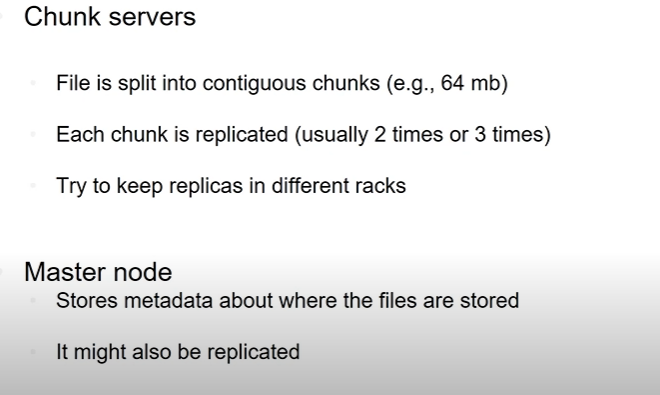 Chunk servers
File is split into contiguous chunks (e.g., 64 mb)
Each chunk is replicated (usually 2 times or 3 times)
Try to keep replicas in different racks
Master node
Stores metadata about where the files are stored
It might also be replicated